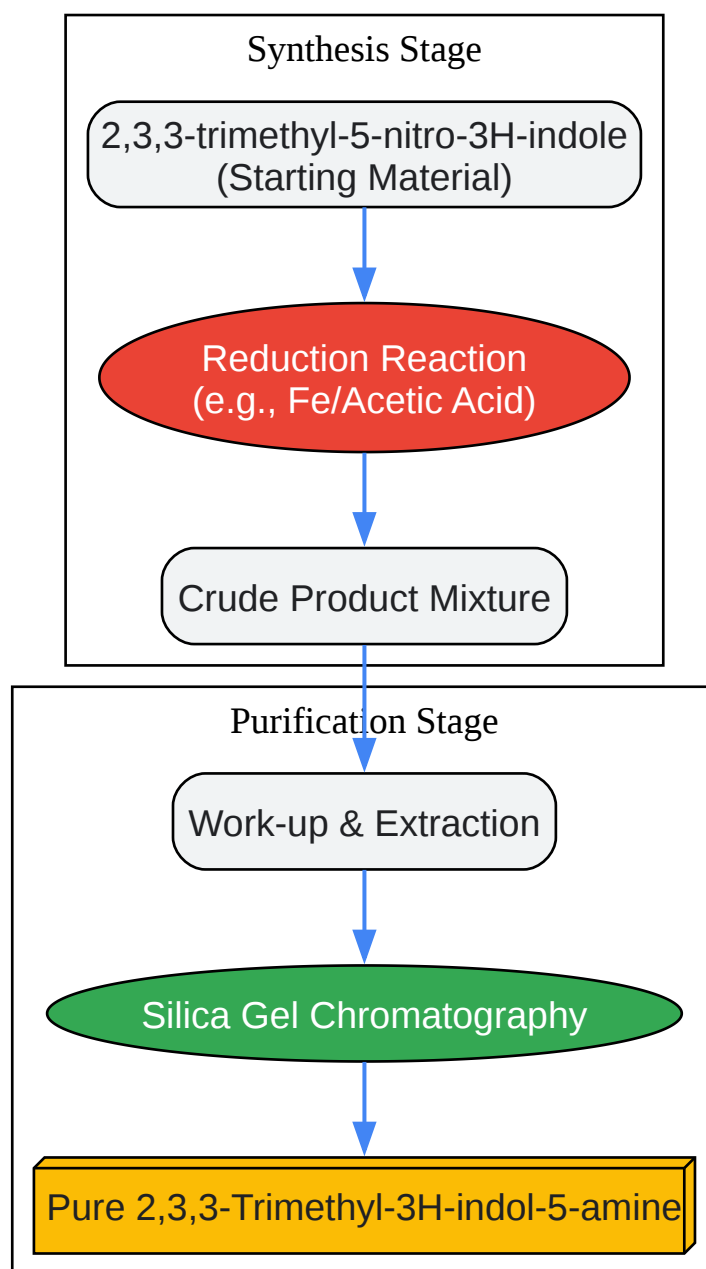 Synthesis Stage
2,3,3-trimethyl-5-nitro-3H-indole
(Starting Material)
Reduction Reaction
(e.g., Fe/Acetic Acid)
Crude Product Mixture
Purification Stage
Work-up & Extraction
Silica Gel Chromatography
Pure 2,3,3-Trimethyl-3H-indol-5-amine